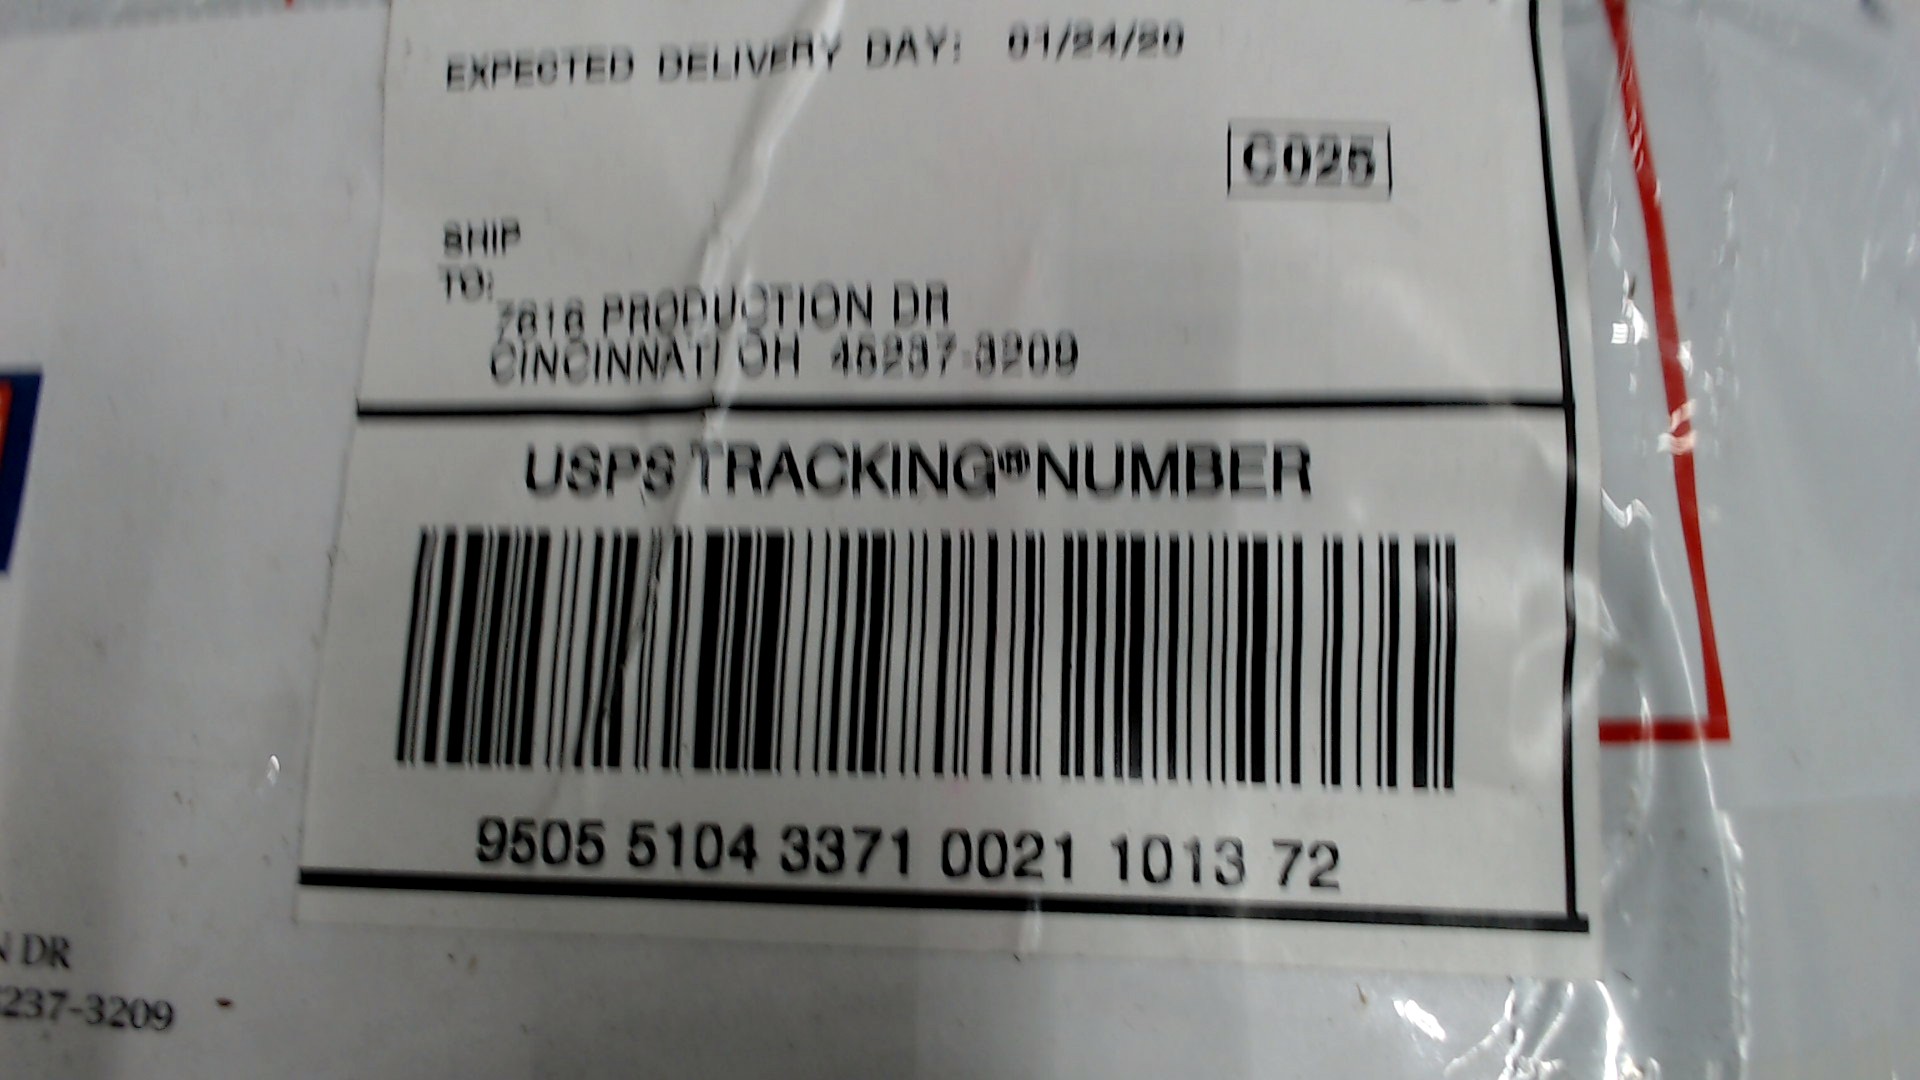 EXPECTED DELIVERY DAY: 01/24/20
C025
SHIP
TO:
PRODUCTION DR
CINCINNATI OH 45237-3209
USPS TRACKING® NUMBER
9505 5104 3371 0021 1013 72
N DR
237-3209